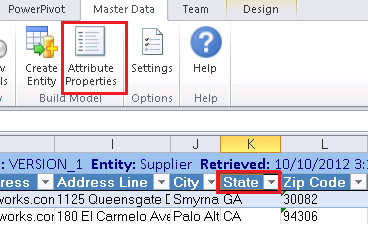 PowerPivot Master Data Team Design
Create Entity Attribute Properties Settings Help
Build Model Options Help
I J K L
: VERSION_1 Entity: Supplier Retrieved: 10/10/2012 3:
ress Address Line City State Zip Code
works.con 1125 Queensgate D Smyrna GA 30082
works.con 180 El Carmelo Ave Palo Alt CA 94306